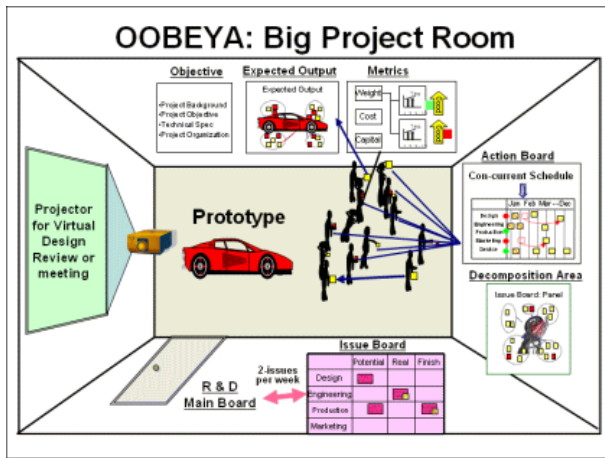 OOBEYA: Big Project Room
Objective
•Project Background
•Project Objective
•Technical Spec
•Project Organization
Expected Output
Expected Output
Metrics
Weight
Cost
Capital
Action Board
Con-current Schedule
Jan Feb Mar --Dec
Design
Engineering
Production
Marketing
Projector
for Virtual
Design
Review or
meeting
Prototype
Decomposition Area
Issue Board: Panel
Issue Board
Potential Real Finish
Design
Engineering
Production
Marketing
2-issues
per week
R & D
Main Board